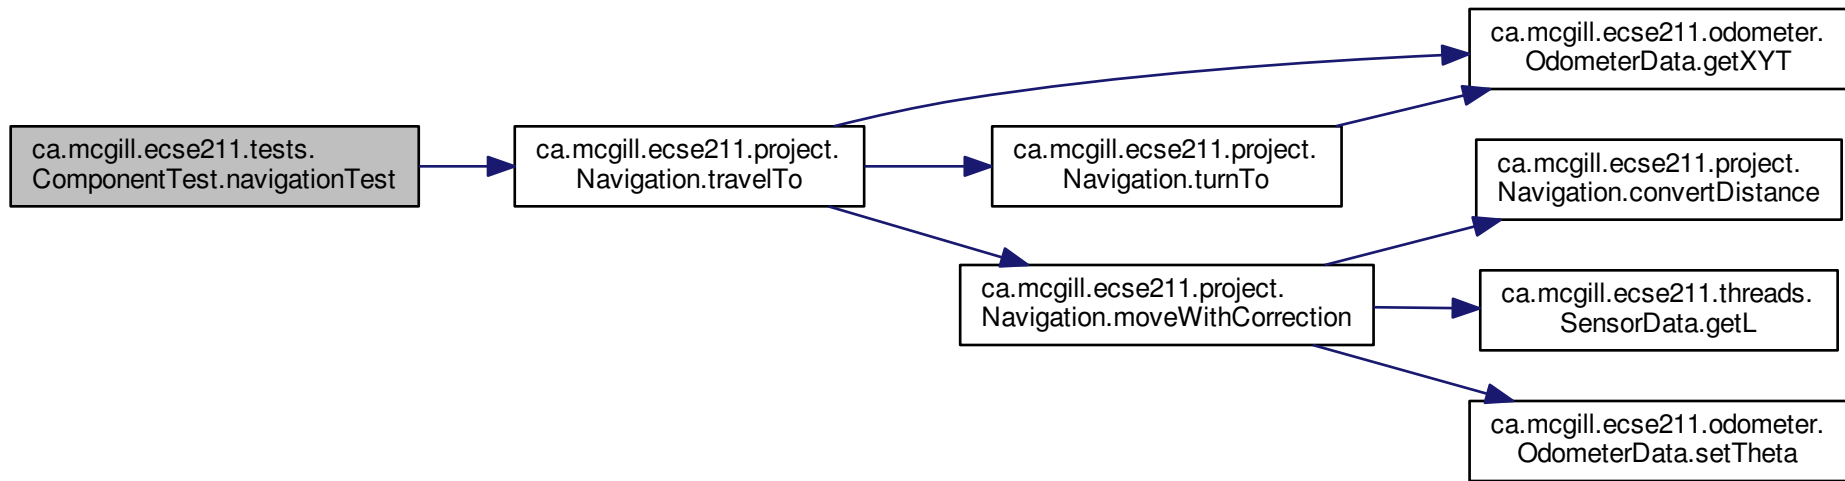 ca.mcgill.ecse211.tests.
ComponentTest.navigationTest
ca.mcgill.ecse211.project.
Navigation.travelTo
ca.mcgill.ecse211.project.
Navigation.turnTo
ca.mcgill.ecse211.project.
Navigation.moveWithCorrection
ca.mcgill.ecse211.odometer.
OdometerData.getXYT
ca.mcgill.ecse211.project.
Navigation.convertDistance
ca.mcgill.ecse211.threads.
SensorData.getL
ca.mcgill.ecse211.odometer.
OdometerData.setTheta